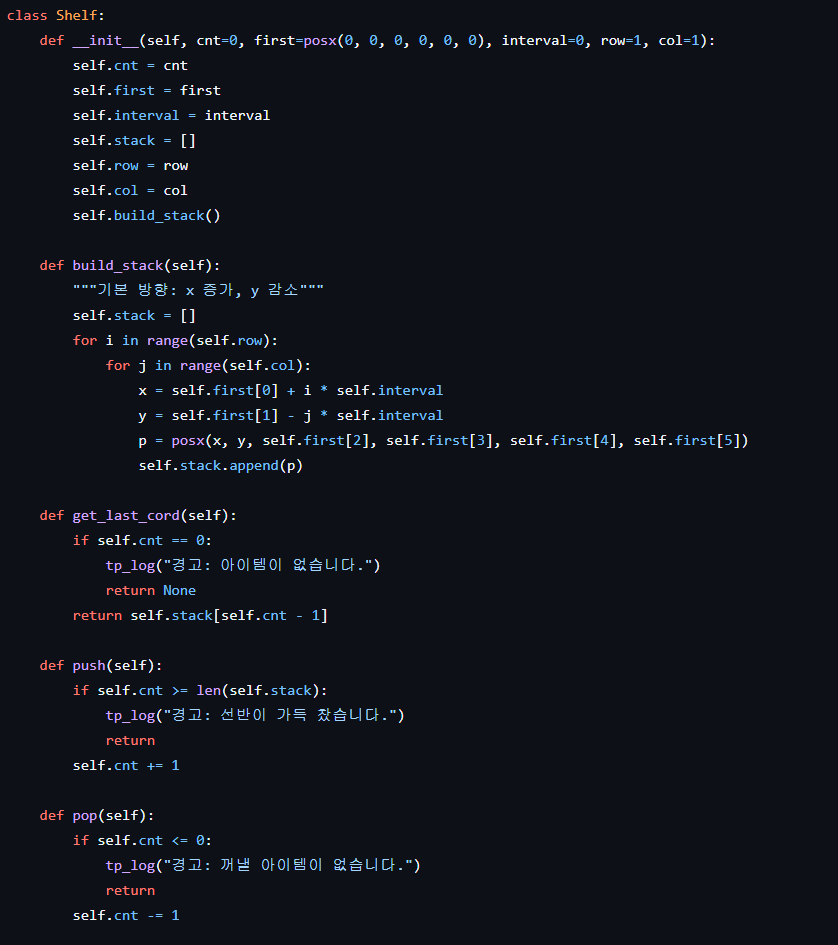 class Shelf:
    def __init__(self, cnt=0, first=posx(0, 0, 0, 0, 0, 0), interval=0, row=1, col=1):
        self.cnt = cnt
        self.first = first
        self.interval = interval
        self.stack = []
        self.row = row
        self.col = col
        self.build_stack()

    def build_stack(self):
        """기본 방향: x 증가, y 감소"""
        self.stack = []
        for i in range(self.row):
            for j in range(self.col):
                x = self.first[0] + i * self.interval
                y = self.first[1] - j * self.interval
                p = posx(x, y, self.first[2], self.first[3], self.first[4], self.first[5])
                self.stack.append(p)

    def get_last_cord(self):
        if self.cnt == 0:
            tp_log("경고: 아이템이 없습니다.")
            return None
        return self.stack[self.cnt - 1]

    def push(self):
        if self.cnt >= len(self.stack):
            tp_log("경고: 선반이 가득 찼습니다.")
            return
        self.cnt += 1

    def pop(self):
        if self.cnt <= 0:
            tp_log("경고: 꺼낼 아이템이 없습니다.")
            return
        self.cnt -= 1